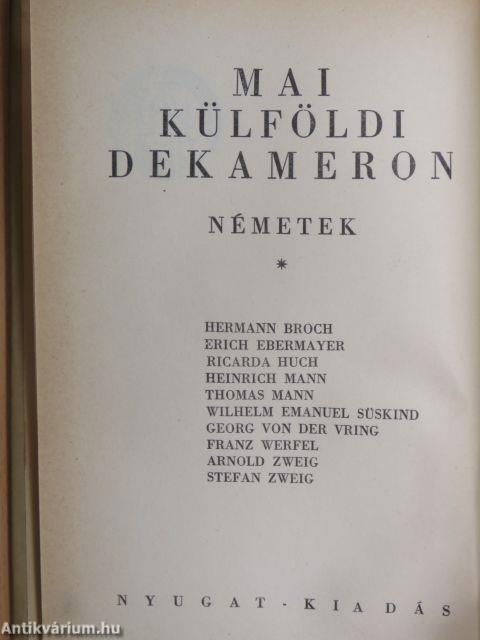 MAI
KÜLFÖLDI
DEKAMERON
NÉMETEK
*
HERMANN BROCH
ERICH EBERMAYER
RICARDA HUCH
HEINRICH MANN
THOMAS MANN
WILHELM EMANUEL SÜSKIND
GEORG VON DER VRING
FRANZ WERFEL
ARNOLD ZWEIG
STEFAN ZWEIG
NYUGAT-KIADÁS
Antikvárium.hu